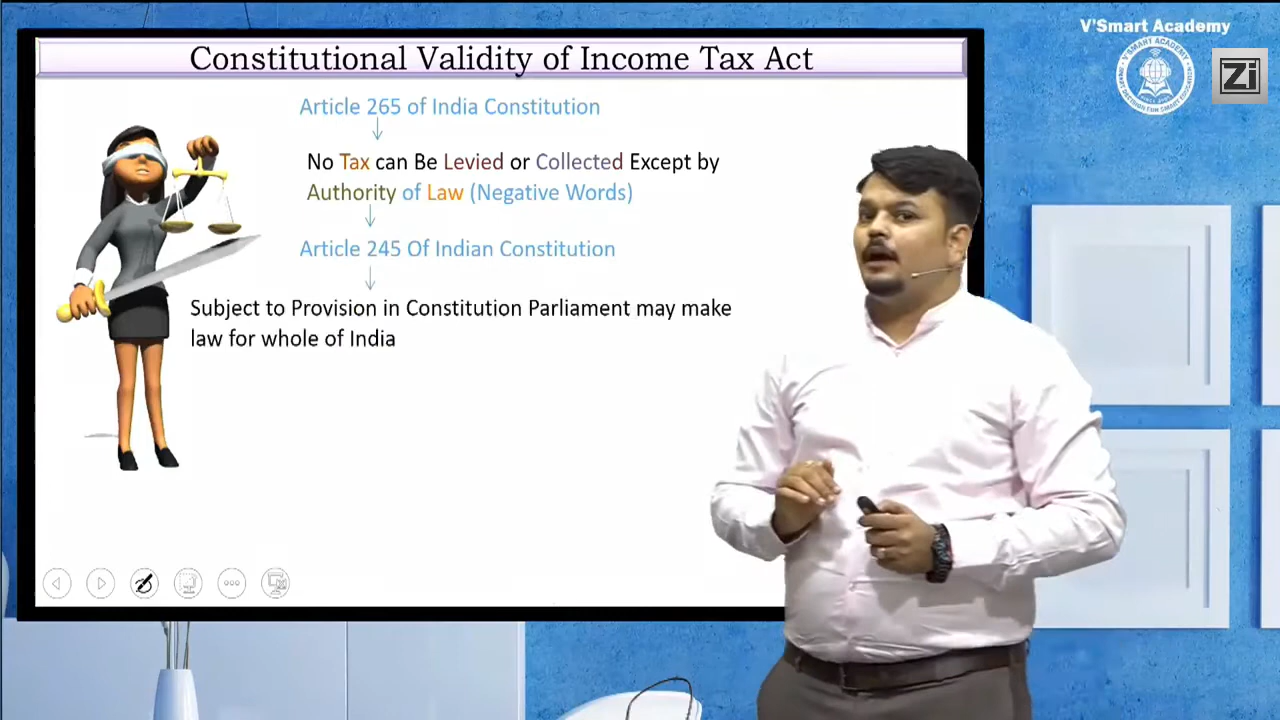 V'Smart Academy
Zi
Constitutional Validity of Income Tax Act
Article 265 of India Constitution
No Tax can Be Levied or Collected Except by
Authority of Law (Negative Words)
Article 245 Of Indian Constitution
Subject to Provision in Constitution Parliament may make
law for whole of India